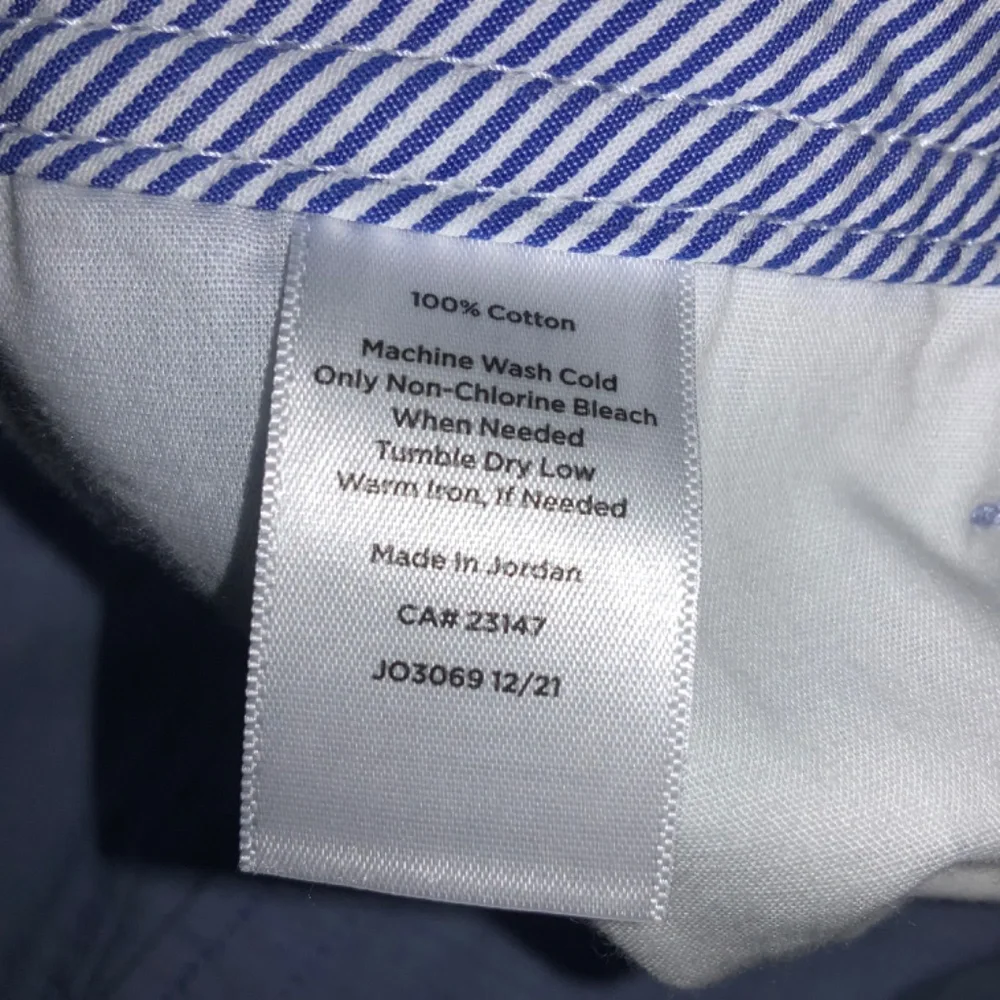 100% Cotton
Machine Wash Cold
Only Non-Chlorine Bleach
When Needed
Tumble Dry Low
Warm Iron, If Needed
Made In Jordan
CA# 23147
JO3069 12/21